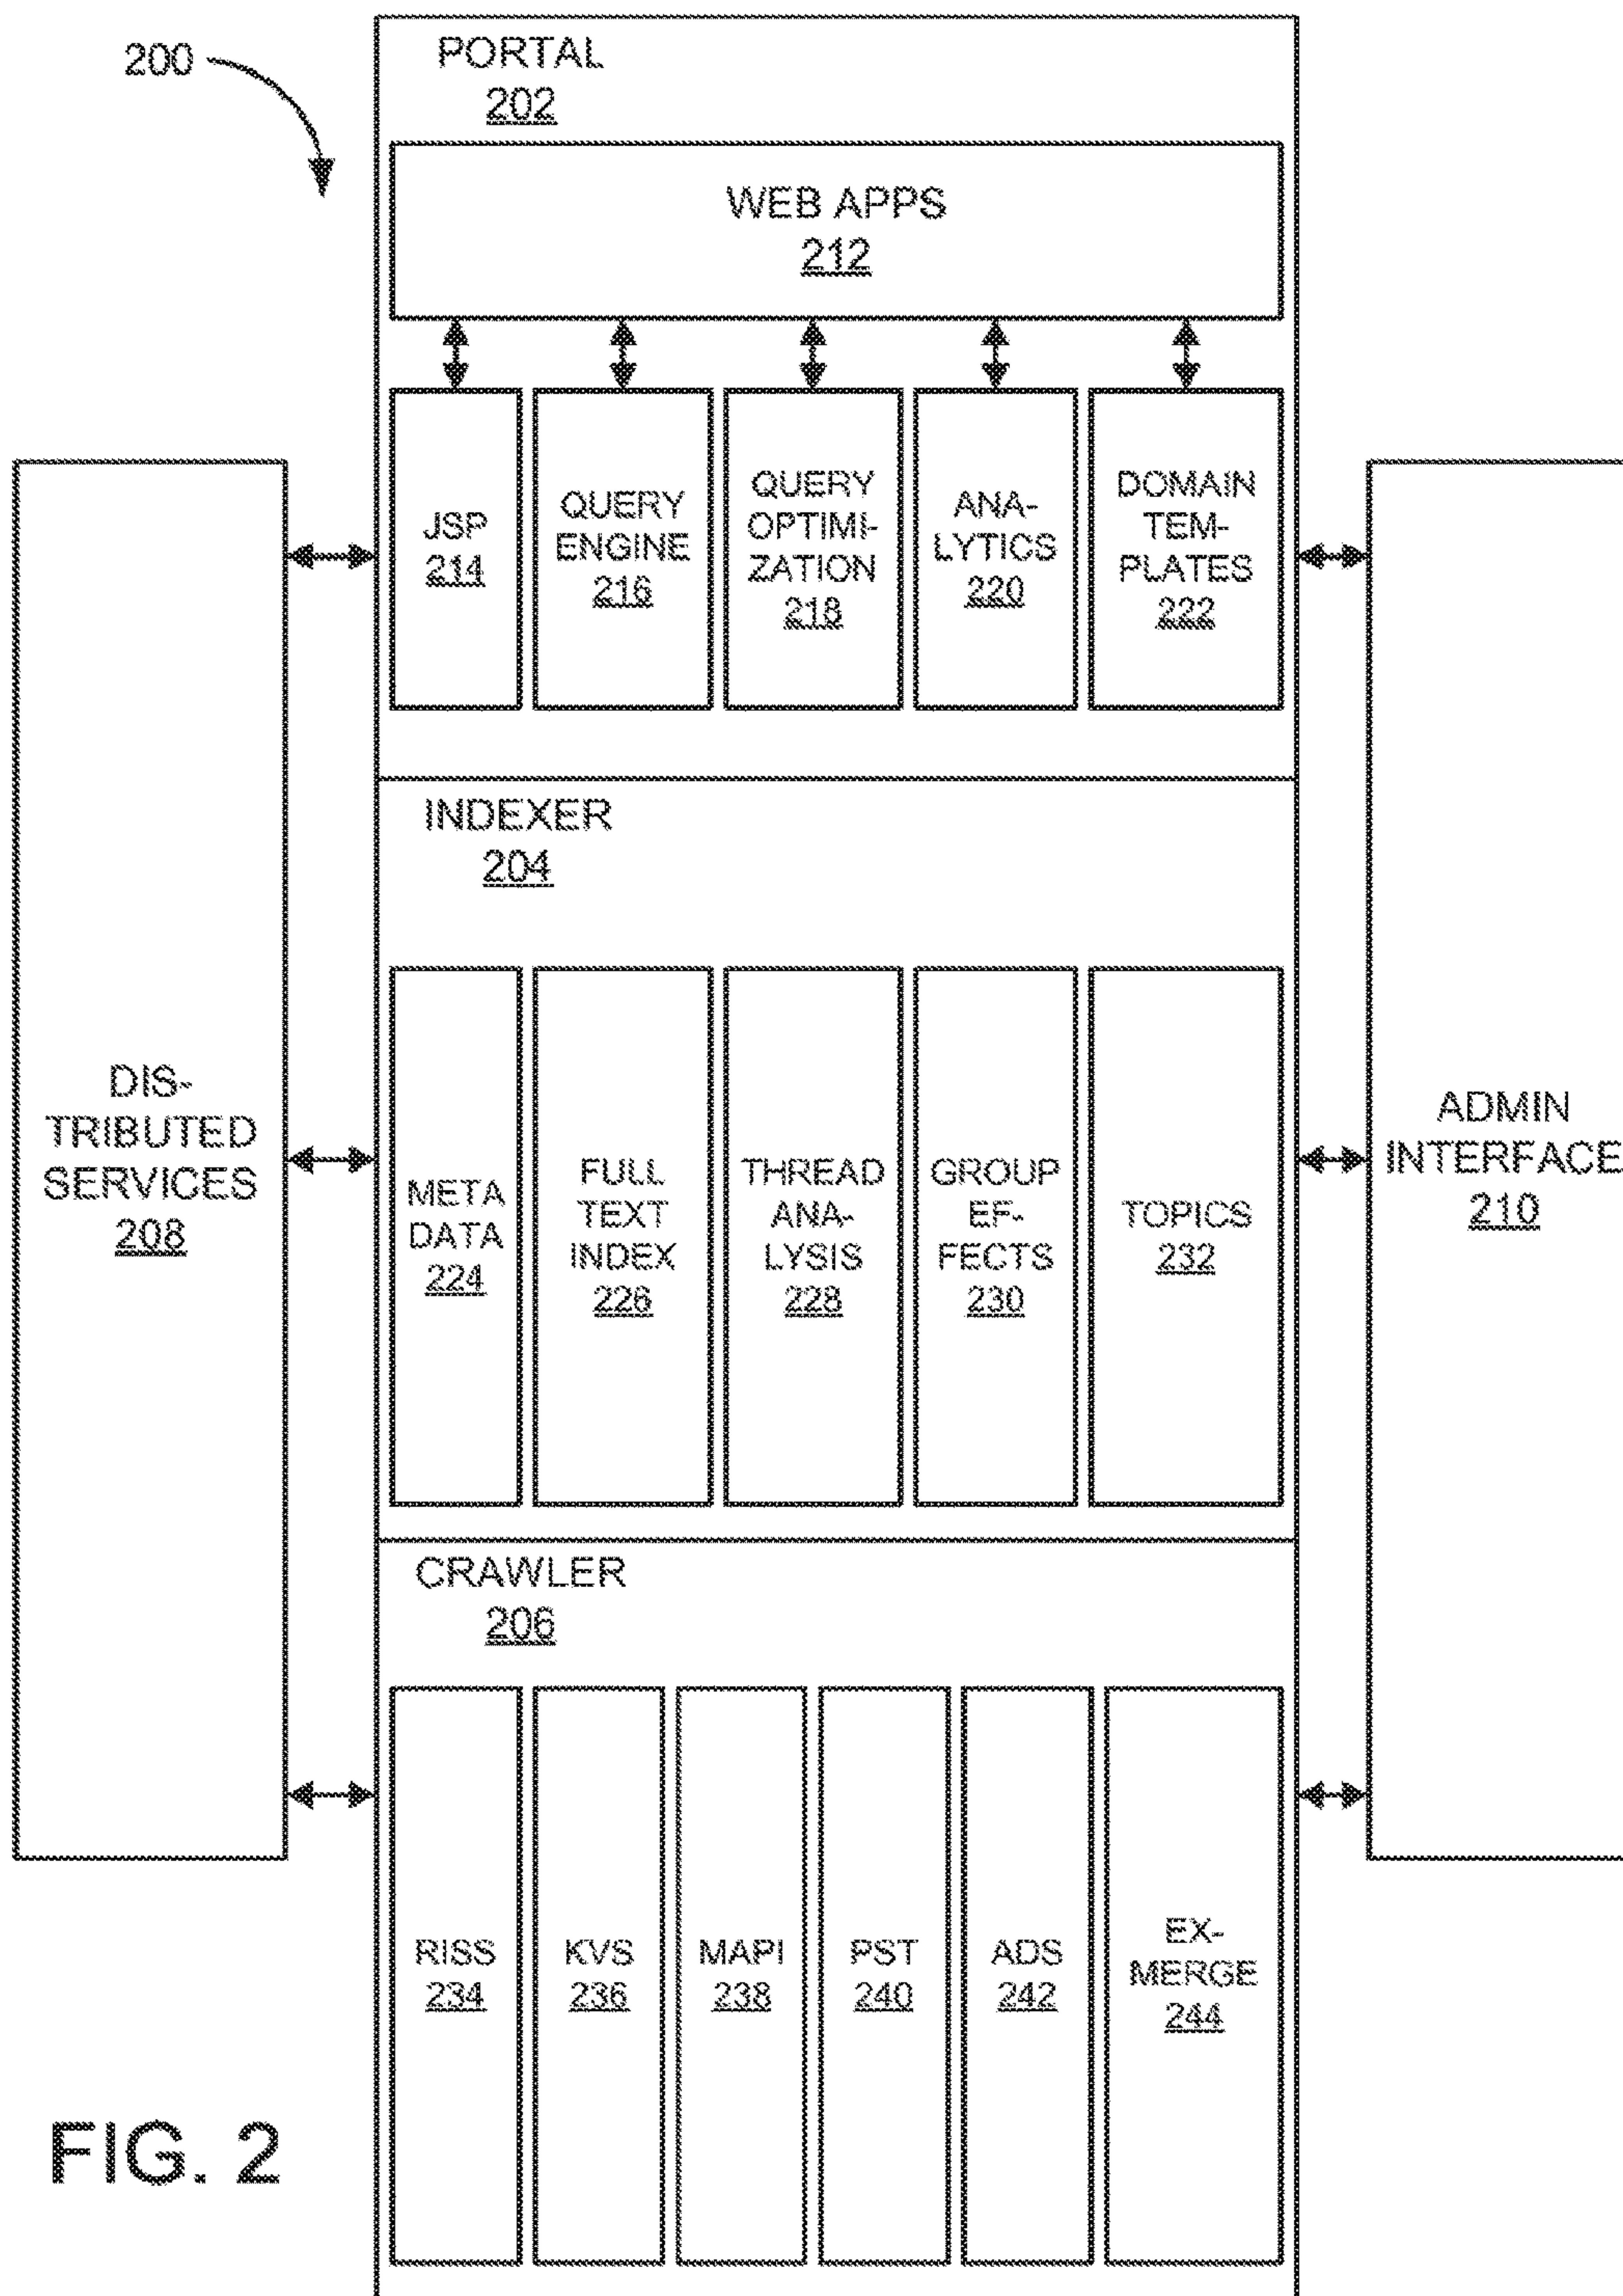 200
PORTAL
202
WEB APPS
212
JSP
214
QUERY
ENGINE
216
QUERY
OPTIMI-
ZATION
218
ANA-
LYTICS
220
DOMAIN
TEM-
PLATES
222
INDEXER
204
DIS-
TRIBUTED
SERVICES
208
META
DATA
224
FULL
TEXT
INDEX
226
THREAD
ANA-
LYSIS
228
GROUP
EF-
FECTS
230
TOPICS
232
ADMIN
INTERFACE
210
CRAWLER
206
RISS
234
KVS
236
MAPI
238
PST
240
ADS
242
EX-
MERGE
244
FIG. 2